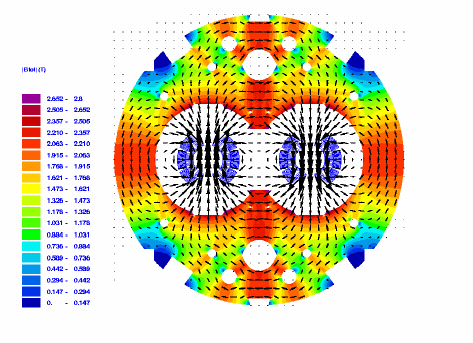 |Btot| (T)
2.652 - 2.8
2.505 - 2.652
2.357 - 2.505
2.210 - 2.357
2.063 - 2.210
1.915 - 2.063
1.768 - 1.915
1.621 - 1.768
1.473 - 1.621
1.326 - 1.473
1.178 - 1.326
1.031 - 1.178
0.884 - 1.031
0.736 - 0.884
0.589 - 0.736
0.442 - 0.589
0.294 - 0.442
0.147 - 0.294
0. - 0.147